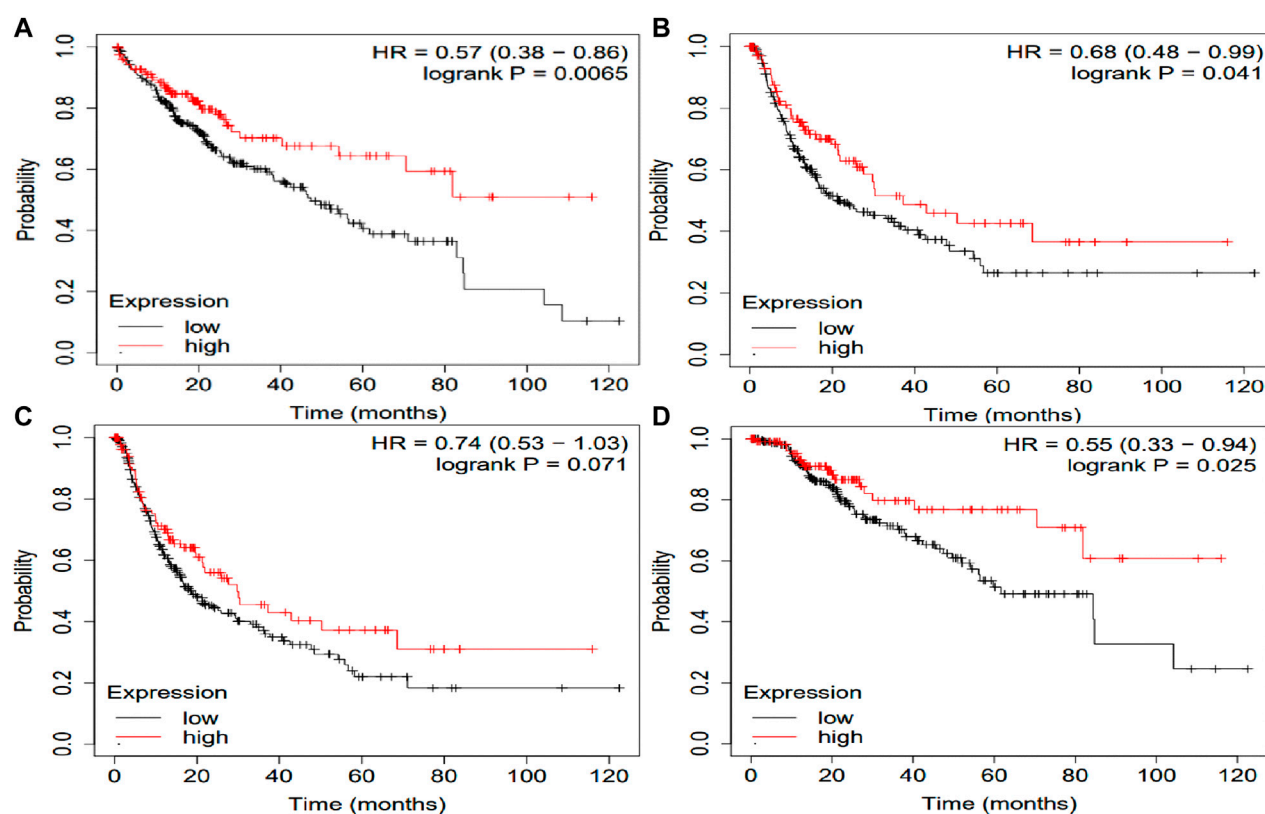 A
HR = 0.57 (0.38 − 0.86)
logrank P = 0.0065
Probability
0.0 0.2 0.4 0.6 0.8 1.0
Expression
low
high
0 20 40 60 80 100 120
Time (months)
B
HR = 0.68 (0.48 − 0.99)
logrank P = 0.041
Probability
0.0 0.2 0.4 0.6 0.8 1.0
Expression
low
high
0 20 40 60 80 100 120
Time (months)
C
HR = 0.74 (0.53 − 1.03)
logrank P = 0.071
Probability
0.0 0.2 0.4 0.6 0.8 1.0
Expression
low
high
0 20 40 60 80 100 120
Time (months)
D
HR = 0.55 (0.33 − 0.94)
logrank P = 0.025
Probability
0.0 0.2 0.4 0.6 0.8 1.0
Expression
low
high
0 20 40 60 80 100 120
Time (months)